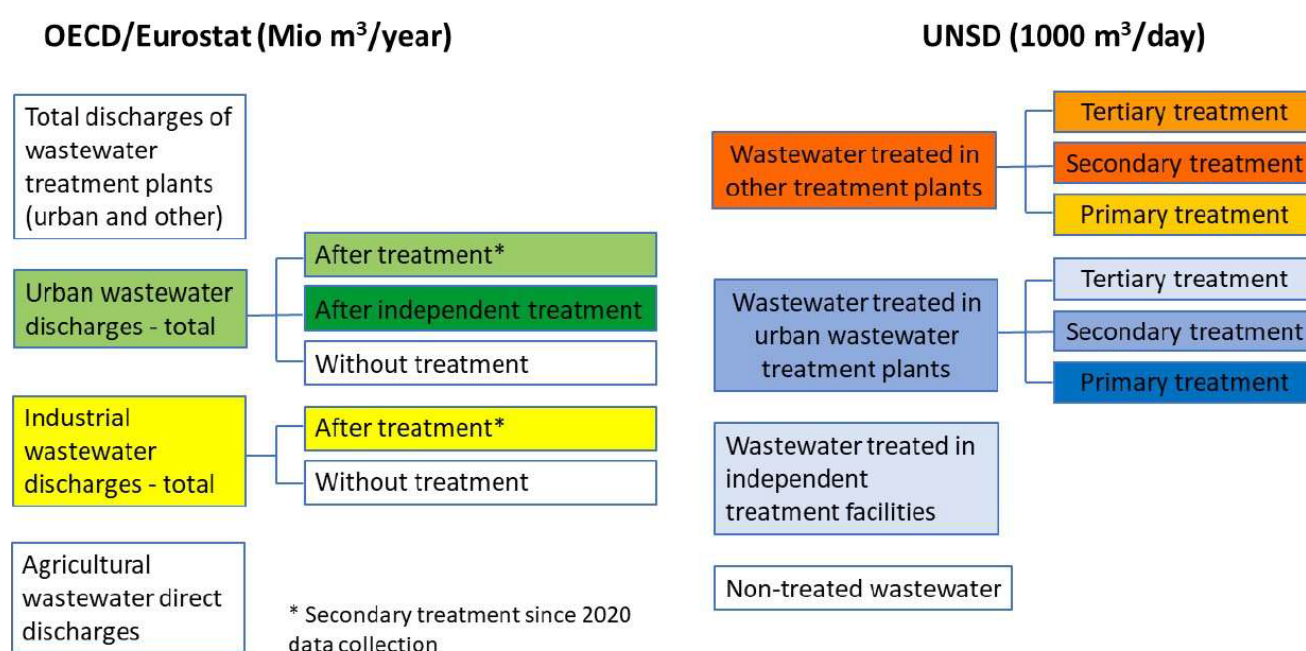 OECD/Eurostat (Mio m³/year)
Total discharges of
wastewater
treatment plants
(urban and other)
Urban wastewater
discharges - total
After treatment*
After independent treatment
Without treatment
Industrial
wastewater
discharges - total
After treatment*
Without treatment
Agricultural
wastewater direct
discharges
* Secondary treatment since 2020
data collection
UNSD (1000 m³/day)
Wastewater treated in
other treatment plants
Tertiary treatment
Secondary treatment
Primary treatment
Wastewater treated in
urban wastewater
treatment plants
Tertiary treatment
Secondary treatment
Primary treatment
Wastewater treated in
independent
treatment facilities
Non-treated wastewater